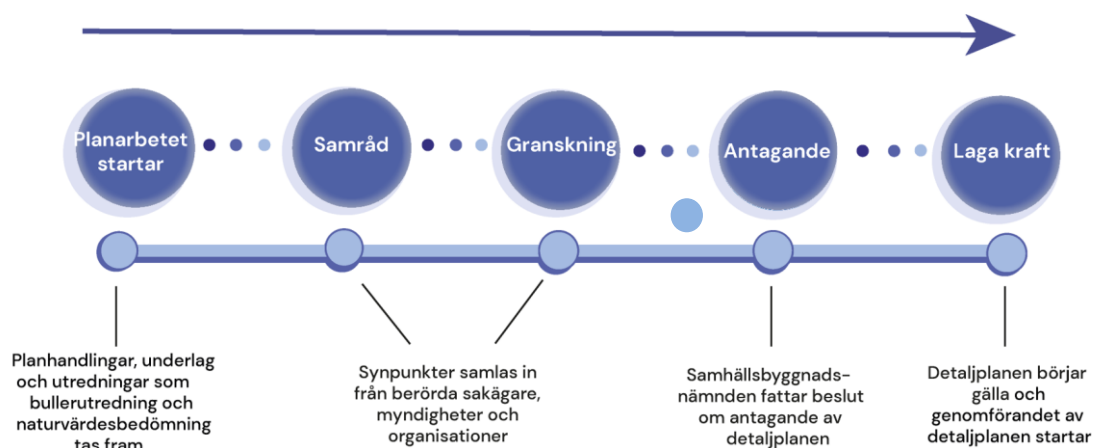 Planarbetet
startar
Samråd
Granskning
Antagande
Laga kraft
Planhandlingar, underlag
och utredningar som
bullerutredning och
naturvärdesbedömning
tas fram
Synpunkter samlas in
från berörda sakägare,
myndigheter och
organisationer
Samhällsbyggnads-
nämnden fattar beslut
om antagande av
detaljplanen
Detaljplanen börjar
gälla och
genomförandet av
detaljplanen startar